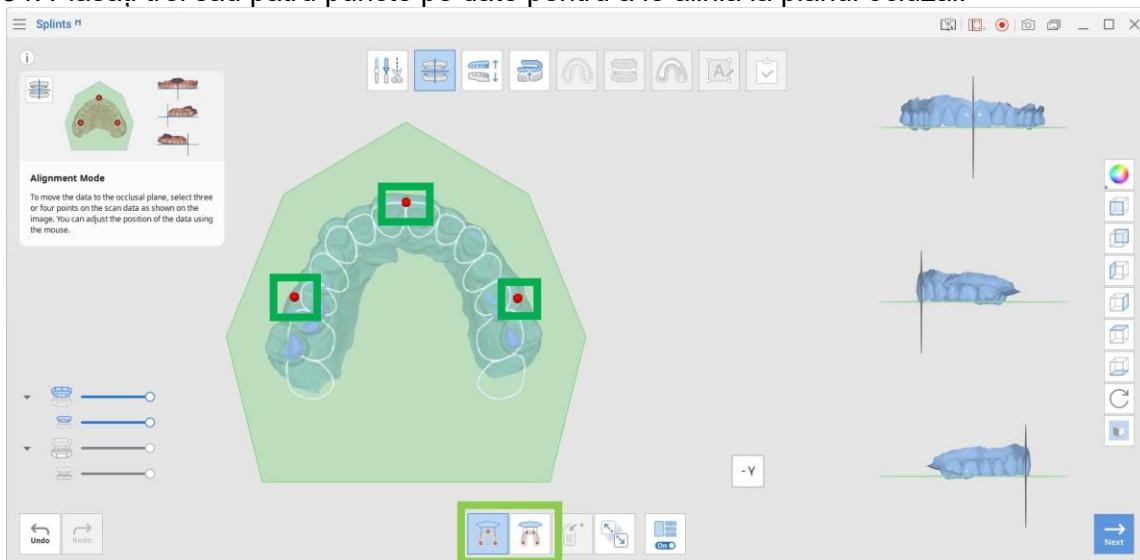 Splints
Alignment Mode
To move the data to the occlusal plane, select three
or four points on the scan data as shown on the
image. You can adjust the position of the data using
the mouse.
- Y
Undo
Redo
On
Next